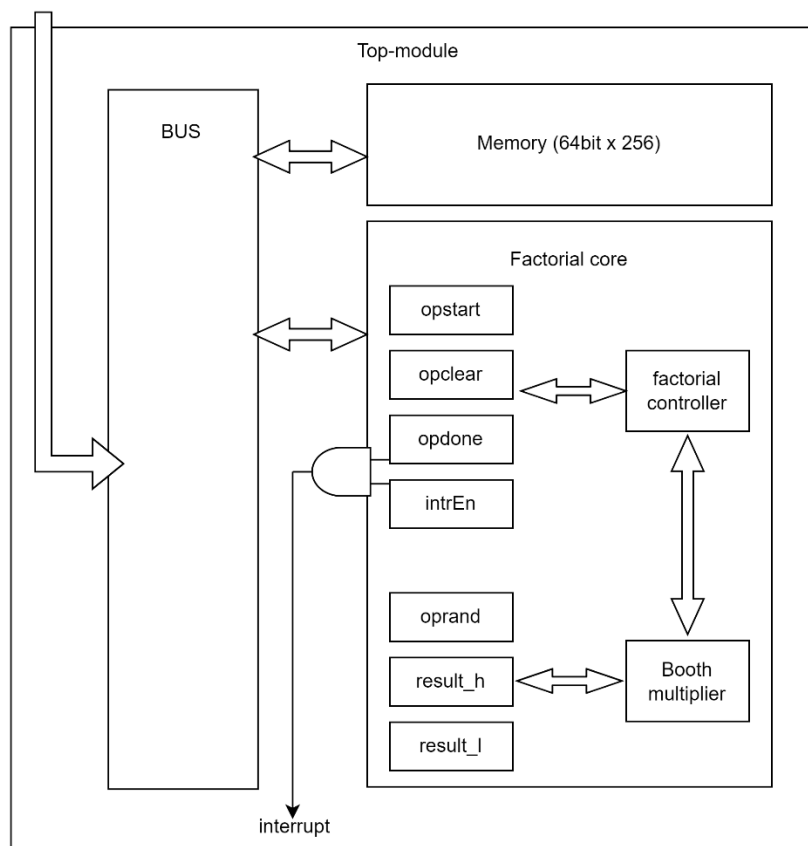 Top-module
BUS
Memory (64bit x 256)
Factorial core
opstart
opclear
factorial
controller
opdone
intrEn
oprand
result_h
Booth
multiplier
result_l
interrupt